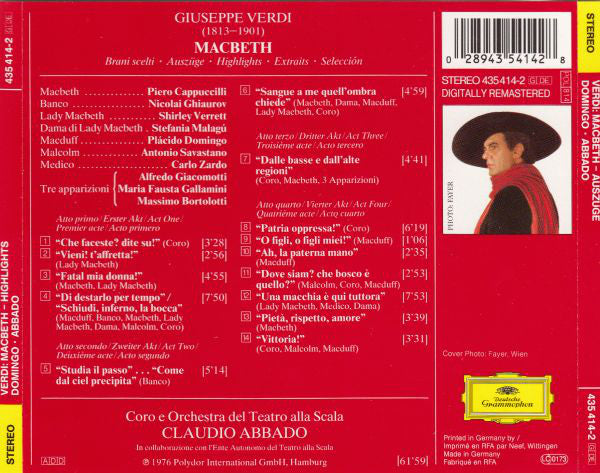 GIUSEPPE VERDI
(1813–1901)
MACBETH
Brani scelti · Auszüge · Highlights · Extraits · Selección
Macbeth ............. Piero Cappuccilli
Banco ............... Nicolai Ghiaurov
Lady Macbeth ........ Shirley Verrett
Dama di Lady Macbeth . Stefania Malagú
Macduff ............. Plácido Domingo
Malcolm ......... Antonio Savastano
Medico .................. Carlo Zardo
Alfredo Giacomotti
Tre apparizioni { Maria Fausta Gallamini
Massimo Bortolotti
Atto primo / Erster Akt / Act One /
Premier acte / Acto primero
1 "Che faceste? dite su!" (Coro) [3'28
2 "Vieni! t'affretta!" [2'56
(Lady Macbeth)
3 "Fatal mia donna!" [4'55
(Macbeth, Lady Macbeth)
4 "Di destarlo per tempo" / [7'50
"Schiudi, inferno, la bocca"
(Macduff, Banco, Macbeth, Lady
Macbeth, Dama, Malcolm, Coro)
Atto secondo / Zweiter Akt / Act Two /
Deuxième acte / Acto segundo
5 "Studia il passo" . . . "Come [5'14
dal ciel precipita" (Banco)
6 "Sangue a me quell'ombra [4'59
chiede" (Macbeth, Dama, Macduff,
Lady Macbeth, Coro)
Atto terzo / Dritter Akt / Act Three /
Troisième acte / Acto tercero
7 "Dalle basse e dall'alte [4'41
regioni"
(Coro, Macbeth, 3 Apparizioni)
Atto quarto / Vierter Akt / Act Four /
Quatrième acte / Acto cuarto
8 "Patria oppressa!" (Coro) [6'19
9 "O figli, o figli miei!" (Macduff) [1'06
10 "Ah, la paterna mano" [2'35
(Macduff)
11 "Dove siam? che bosco è [2'53
quello?" (Malcolm, Coro, Macduff)
12 "Una macchia è qui tuttora" [7'58
(Lady Macbeth, Medico, Dama)
13 "Pietà, rispetto, amore" [3'39
(Macbeth)
14 "Vittoria!" [3'31
(Coro, Malcolm, Macduff)
Coro e Orchestra del Teatro alla Scala
CLAUDIO ABBADO
In collaborazione con l'Ente Autonomo del Teatro alla Scala
ADD
℗ 1976 Polydor International GmbH, Hamburg
[61'59]
0 28943 54142 8
STEREO 435 414-2 GH DE
DIGITALLY REMASTERED
PHOTO: FAYER
Cover Photo: Fayer, Wien
Deutsche
Grammophon
Printed in Germany by /
Imprimé en RFA par Neef, Wittingen
Made in Germany
Fabriqué en RFA
LC 0173
STEREO
VERDI: MACBETH – HIGHLIGHTS
DOMINGO · ABBADO
435 414-2
STEREO
435 414-2
VERDI: MACBETH – AUSZÜGE
DOMINGO · ABBADO
435 414-2